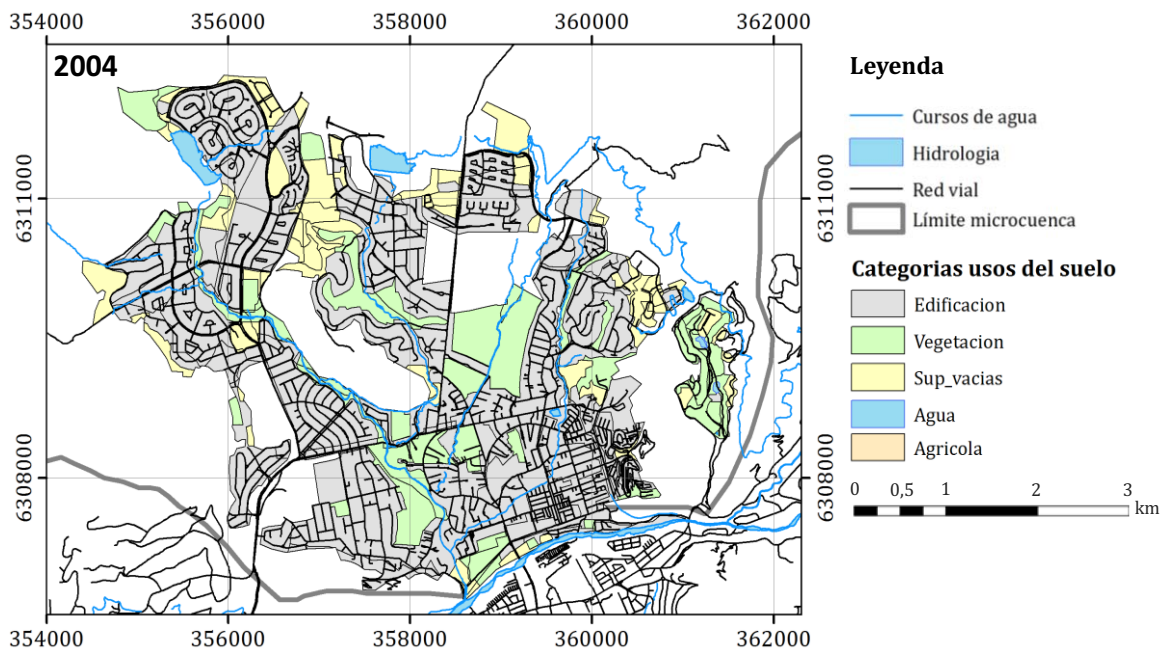 354000 356000 358000 360000 362000
2004
6311000
6308000
6311000
6308000
354000 356000 358000 360000 362000
Leyenda
Cursos de agua
Hidrologia
Red vial
Límite microcuenca
Categorias usos del suelo
Edificacion
Vegetacion
Sup_vacias
Agua
Agricola
0 0,5 1 2 3
km